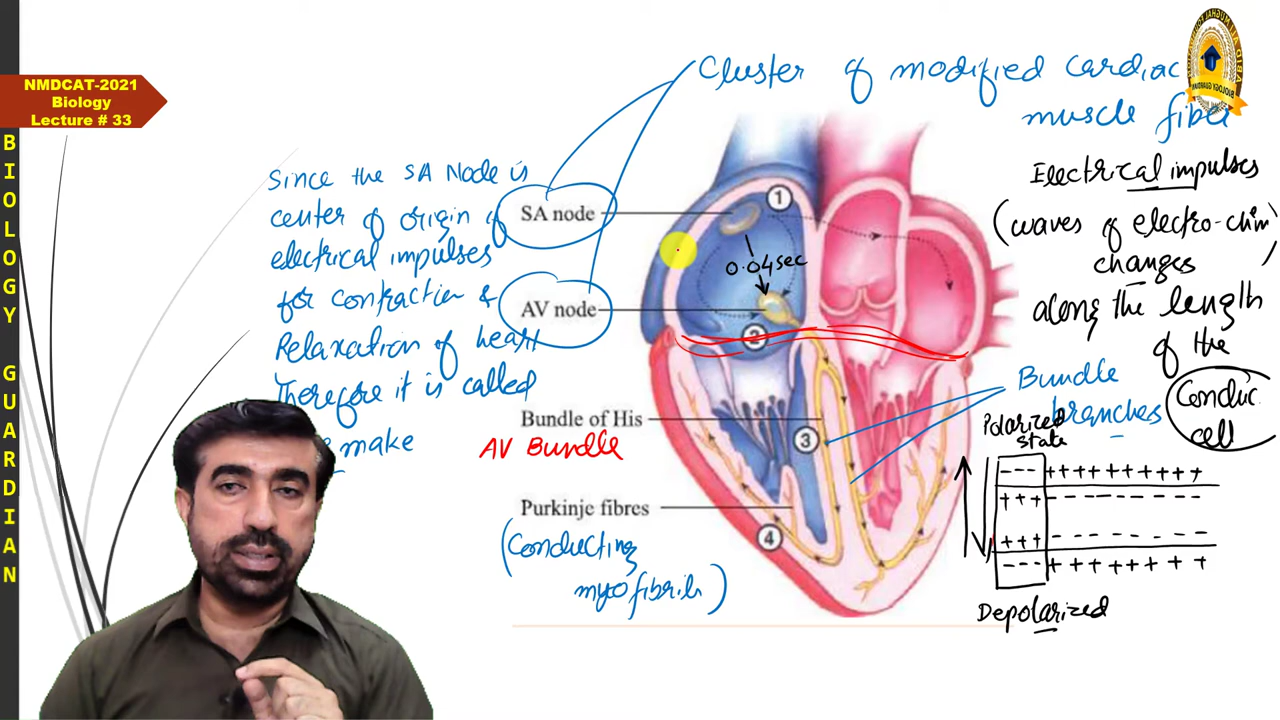 NMDCAT-2021
Biology
Lecture # 33
BIOLOGY GUARDIAN
Cluster of modified cardiac
muscle fiber
Since the SA Node is
center of origin of
electrical impulses
for contraction &
Relaxation of heart
Therefore it is called
make
SA node
AV node
Bundle of His
AV Bundle
Purkinje fibres
(Conducting
myofibrils)
1
0.04sec
2
3
4
Electrical impulses
(waves of electro-chim)
changes
along the length
of the
Conduc.
cell
Bundle
branches
Polarized
State
--- ++++++++++
+++ --------
+++ -------
--- ++++++++
Depolarized